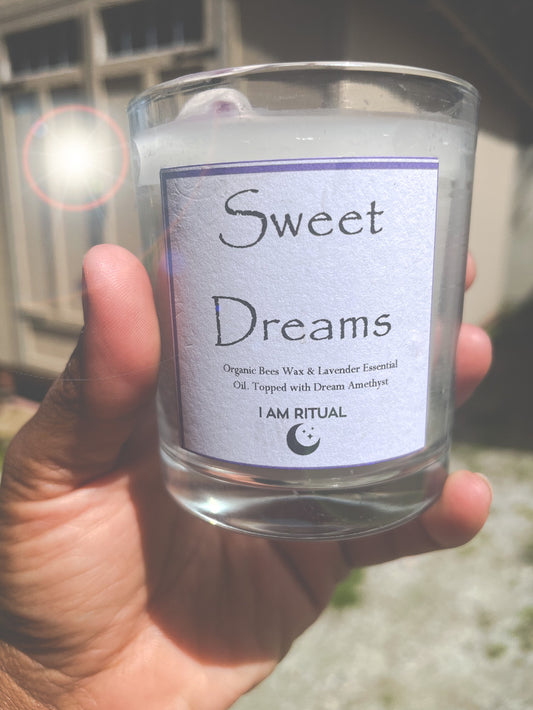 Sweet
Dreams
Organic Bees Wax & Lavender Essential
Oil. Topped with Dream Amethyst
I AM RITUAL